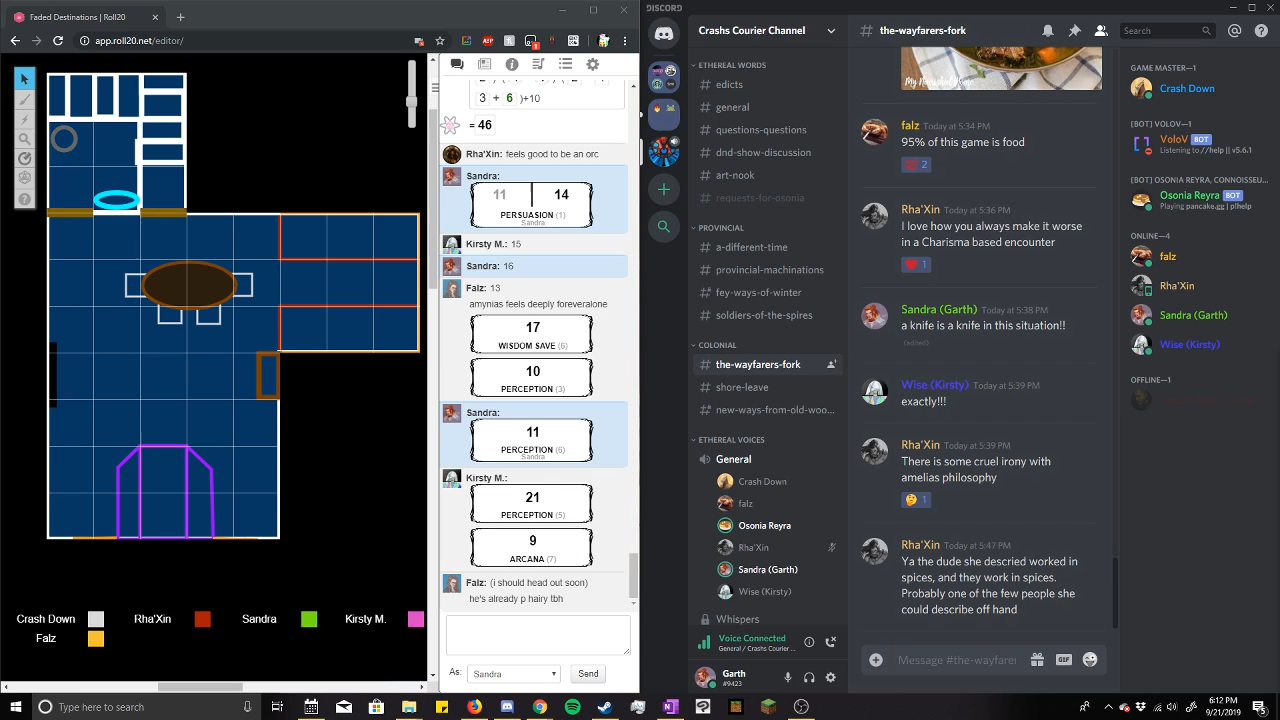 Faded Destinations | Roll20
app.roll20.net/editor/
3 + 6 )+10
= 46
Rha'Xin: feels good to be an orc
Sandra:
11 14
PERSUASION (1)
Sandra
Kirsty M.: 15
Sandra: 16
Falz: 13
amynias feels deeply foreveralone
17
WISDOM SAVE (6)
10
PERCEPTION (3)
Sandra:
11
PERCEPTION (6)
Sandra
Kirsty M.:
21
PERCEPTION (5)
9
ARCANA (7)
Falz: (i should head out soon)
he's already p hairy tbh
As: Sandra Send
Crash Down Rha'Xin Sandra Kirsty M.
Falz
DISCORD
Crashs Courier Channel
ETHEREAL WORDS
# edicts
# general
# questions-questions
# dnd-show-discussion
# art-nook
# requests-for-osonia
PROVINCIAL
# a-different-time
# provincial-machinations
# fey-ways-of-winter
# soldiers-of-the-spires
COLONIAL
# the-wayfarers-fork
# shore-leave
# new-ways-from-old-woo...
ETHEREAL VOICES
General
Crash Down
falz
Osonia Reyra
Rha'Xin
Sandra (Garth)
Wise (Kirsty)
Whispers
Voice Connected
General / Crashs Courier ...
Garth
#9423
# the-wayfarers-fork
Search
My Nourished Home
falz Today at 5:34 PM
95% of this game is food
2
Rha'Xin Today at 5:36 PM
I love how you always make it worse
in a Charisma based encounter
1
Sandra (Garth) Today at 5:38 PM
a knife is a knife in this situation!!
(edited)
Wise (Kirsty) Today at 5:39 PM
exactly!!!
Rha'Xin Today at 5:39 PM
There is some cruel irony with
amelias philosophy
1
Rha'Xin Today at 5:47 PM
Ya the dude she descried worked in
spices, and they work in spices.
Probably one of the few people she
could describe off hand
Message #the-wayfarer
GIF
GAME MASTER—1
Crash Down
[BOT] VOLOV—1
VoloV BOT
Listening to //help || v5.6.1
[BOT] OSONIA REYRA, CONNOISSEU...
Osonia Reyra BOT
Playing pancake.gg | p!help
ONLINE—4
falz
Rha'Xin
Sandra (Garth)
Wise (Kirsty)
OFFLINE—1
Type here to search
6:12 PM
9/21/2019